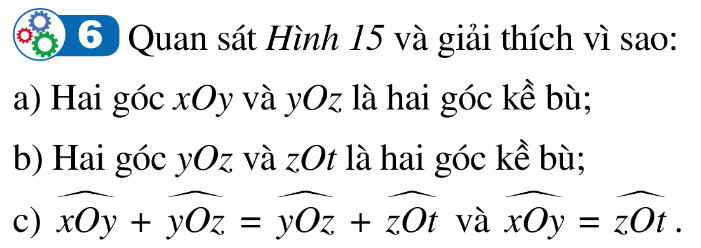 6 Quan sát Hình 15 và giải thích vì sao:
a) Hai góc xOy và yOz là hai góc kề bù;
b) Hai góc yOz và zOt là hai góc kề bù;
c) $\widehat{xOy} + \widehat{yOz} = \widehat{yOz} + \widehat{zOt}$ và $\widehat{xOy} = \widehat{zOt}$.